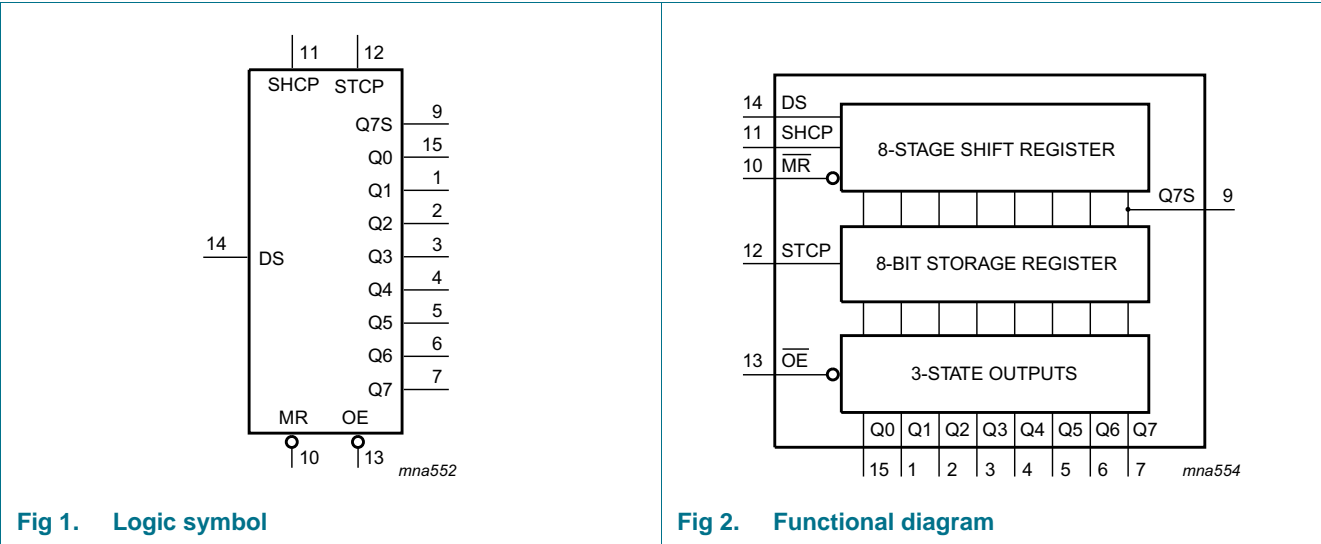 11 12
SHCP STCP
Q7S 9
Q0 15
Q1 1
Q2 2
14 DS Q3 3
Q4 4
Q5 5
Q6 6
Q7 7
MR OE
10 13 mna552
Fig 1. Logic symbol
14 DS
11 SHCP
8-STAGE SHIFT REGISTER
10 M̅R̅
Q7S 9
12 STCP
8-BIT STORAGE REGISTER
13 O̅E̅
3-STATE OUTPUTS
Q0 Q1 Q2 Q3 Q4 Q5 Q6 Q7
15 1 2 3 4 5 6 7 mna554
Fig 2. Functional diagram